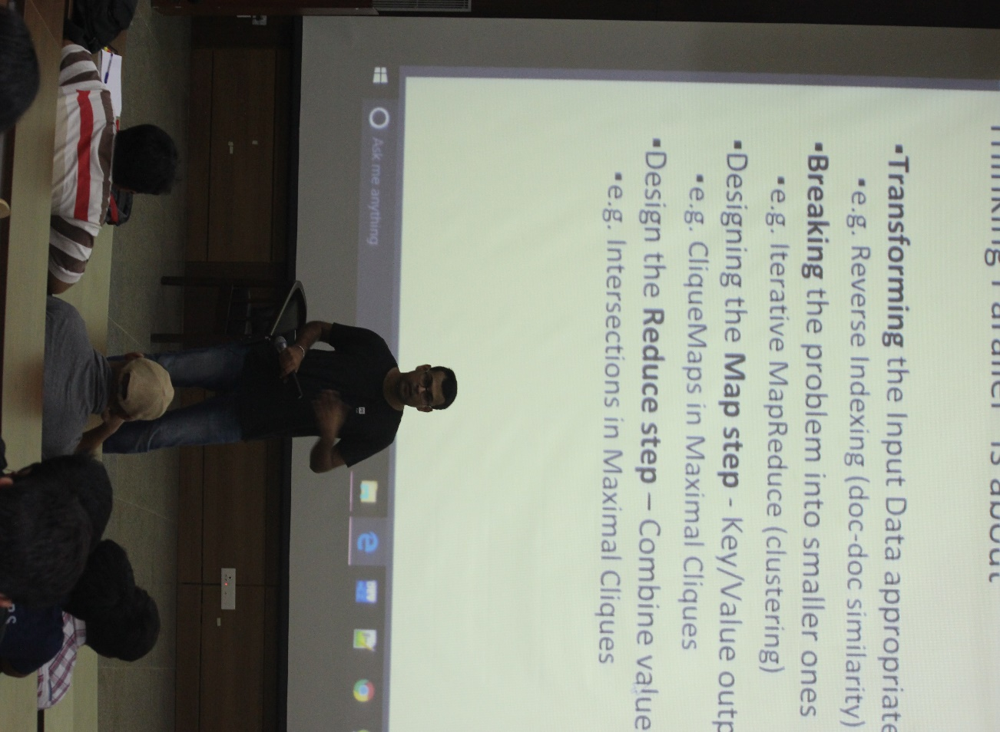 Thinking Parallel is about
▪Transforming the Input Data appropriate
▪e.g. Reverse Indexing (doc-doc similarity)
▪Breaking the problem into smaller ones
▪e.g. Iterative MapReduce (clustering)
▪Designing the Map step - Key/Value outp
▪e.g. CliqueMaps in Maximal Cliques
▪Design the Reduce step – Combine value
▪e.g. Intersections in Maximal Cliques
Ask me anything